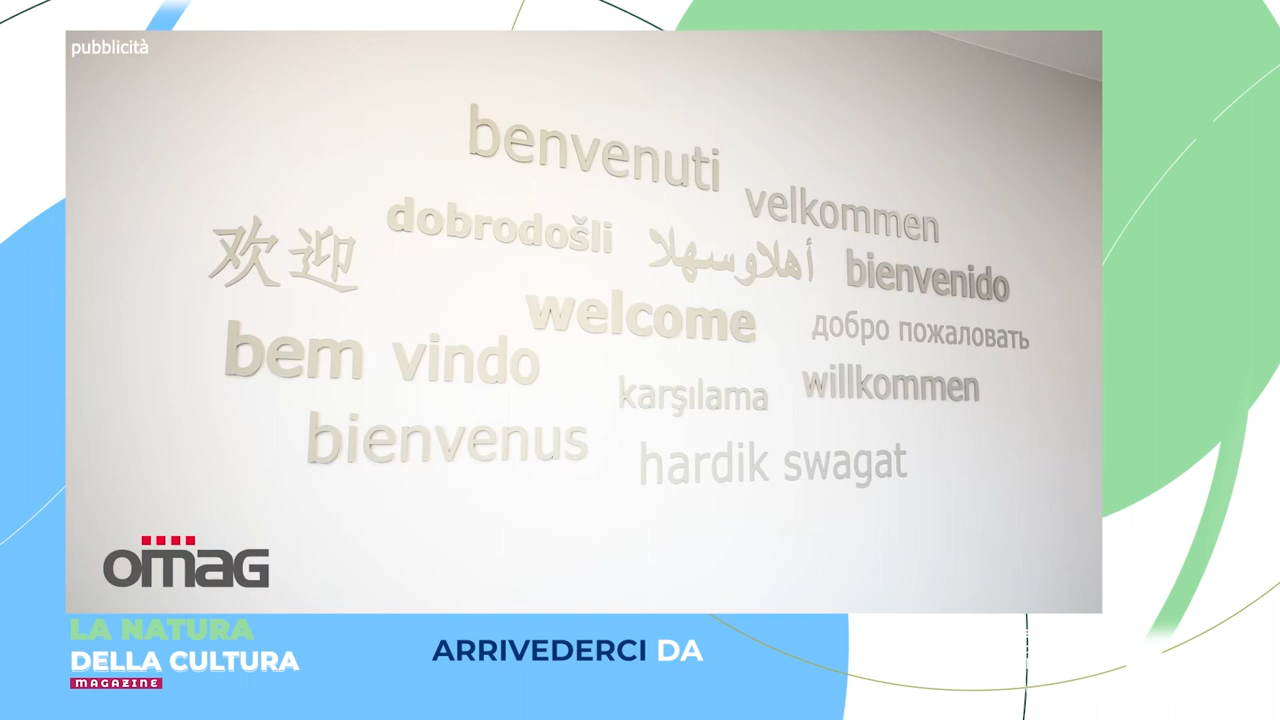 pubblicità
benvenuti
velkommen
欢迎
dobrodošli
أهلاوسهلا
bienvenido
welcome
добро пожаловать
bem vindo
karşılama
willkommen
bienvenus
hardik swagat
omag
LA NATURA
DELLA CULTURA
MAGAZINE
ARRIVEDERCI DA